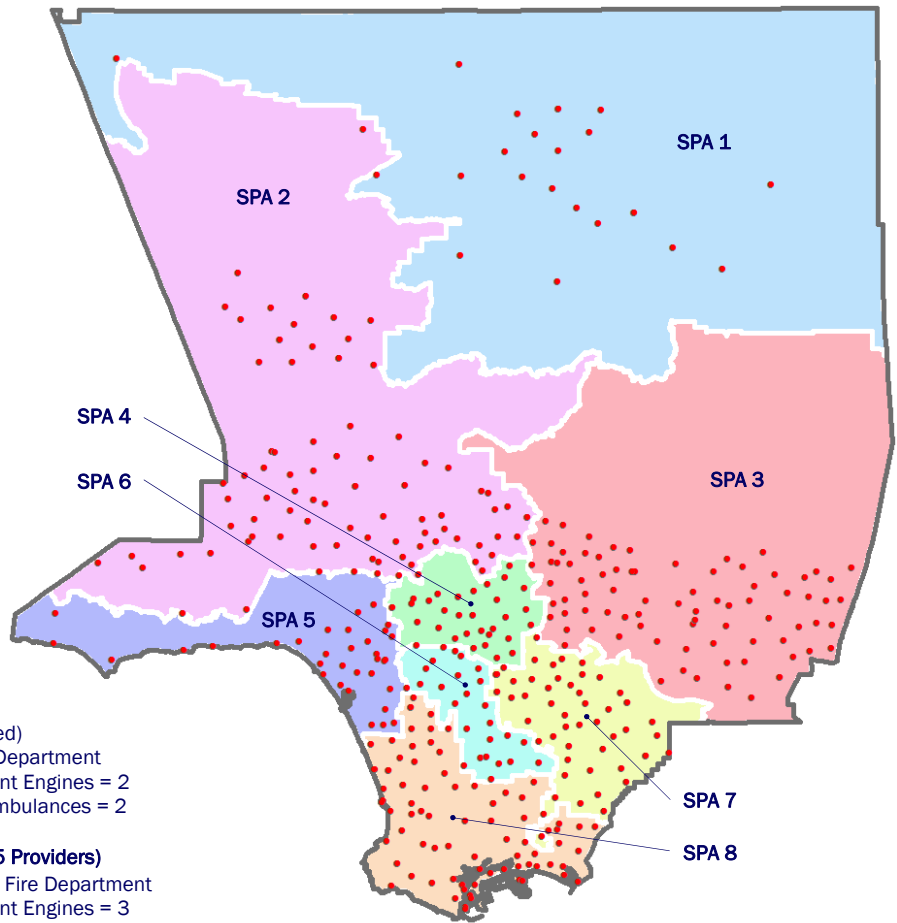 SPA 1
SPA 2
SPA 4
SPA 6
SPA 3
SPA 5
ed)
Department
nt Engines = 2
mbulances = 2
SPA 7
SPA 8
5 Providers)
Fire Department
nt Engines = 3